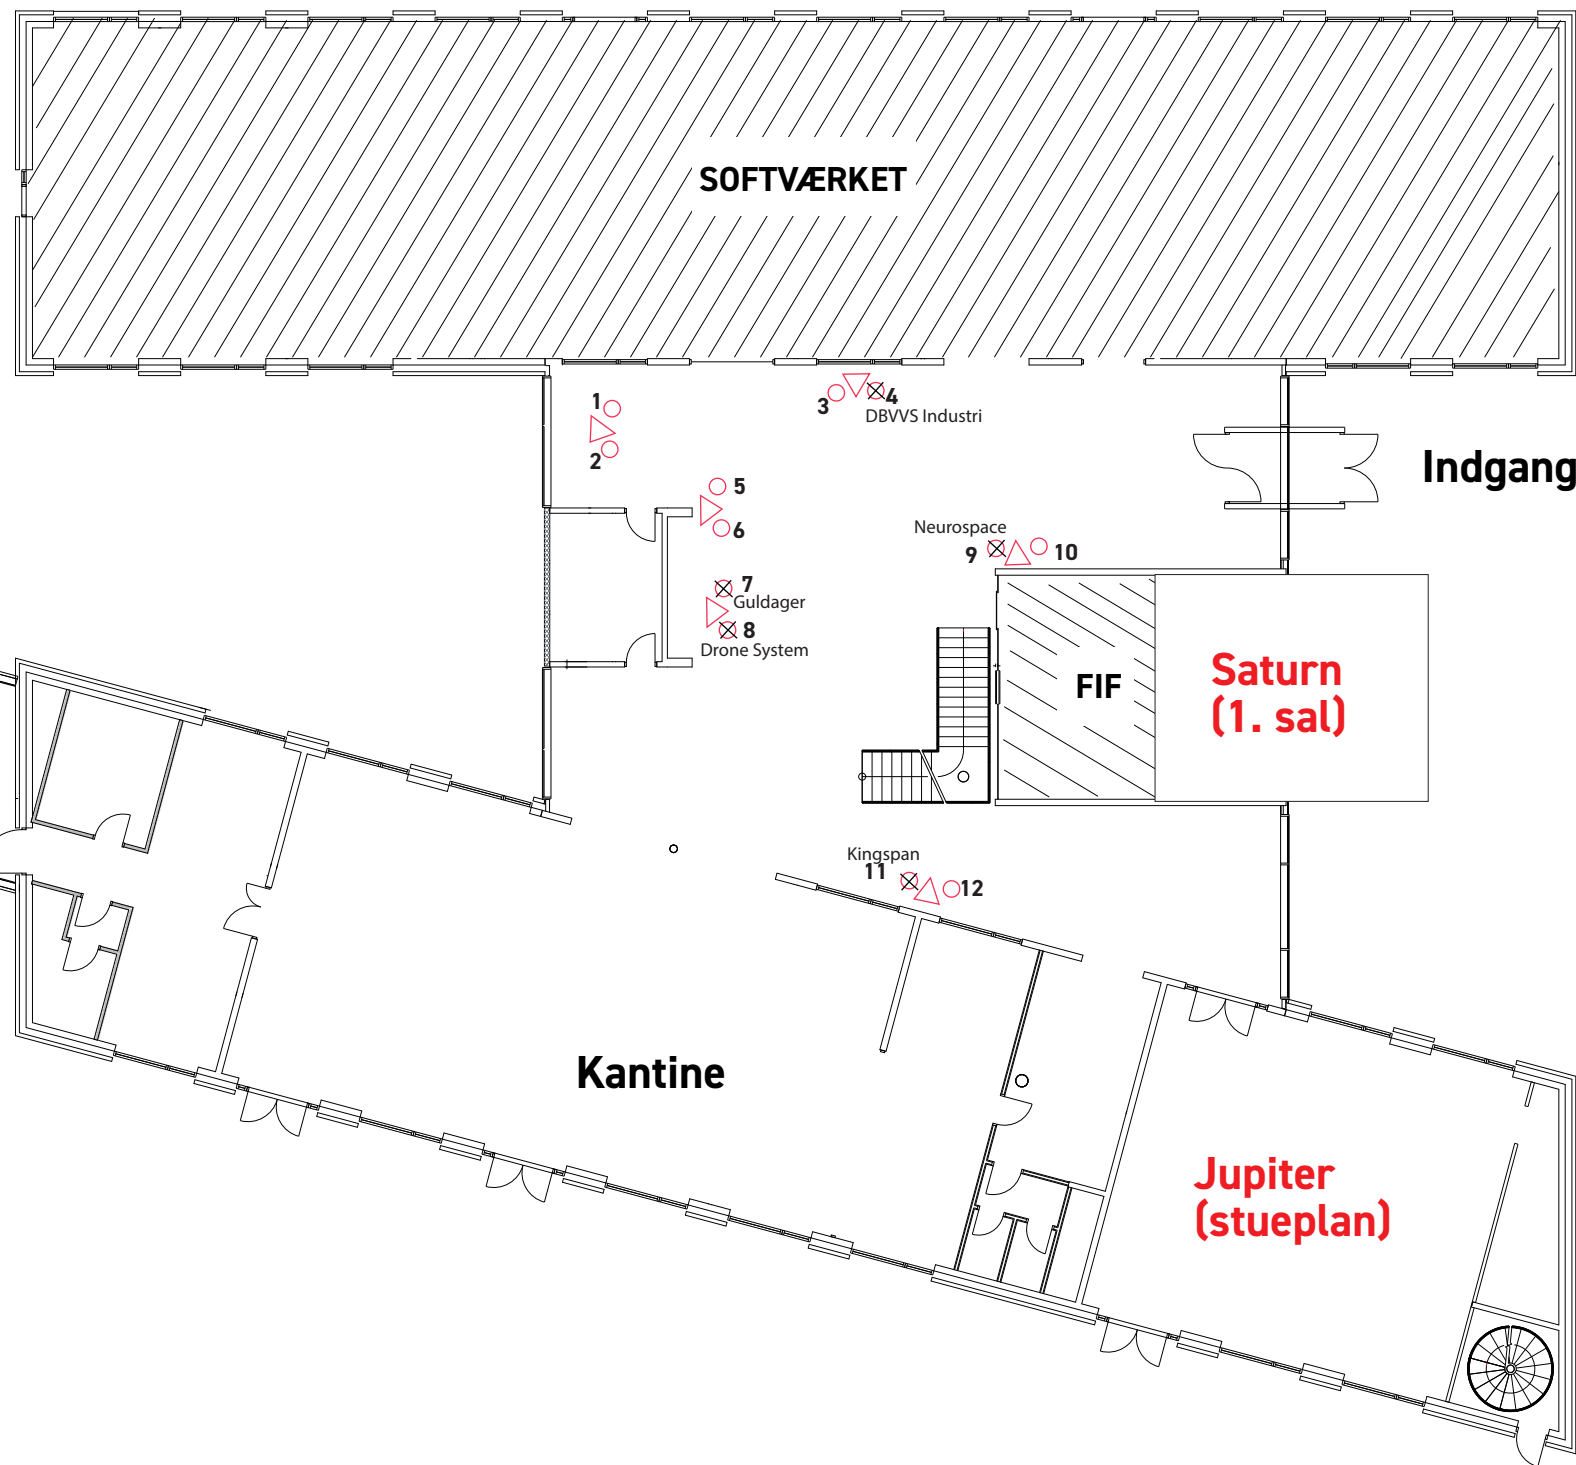 SOFTVÆRKET
1
2
3
4
DBVVS Industri
Indgang
5
6
Neurospace
9
10
7
Guldager
8
Drone System
FIF
Saturn
(1. sal)
Kingspan
11
12
Kantine
Jupiter
(stueplan)